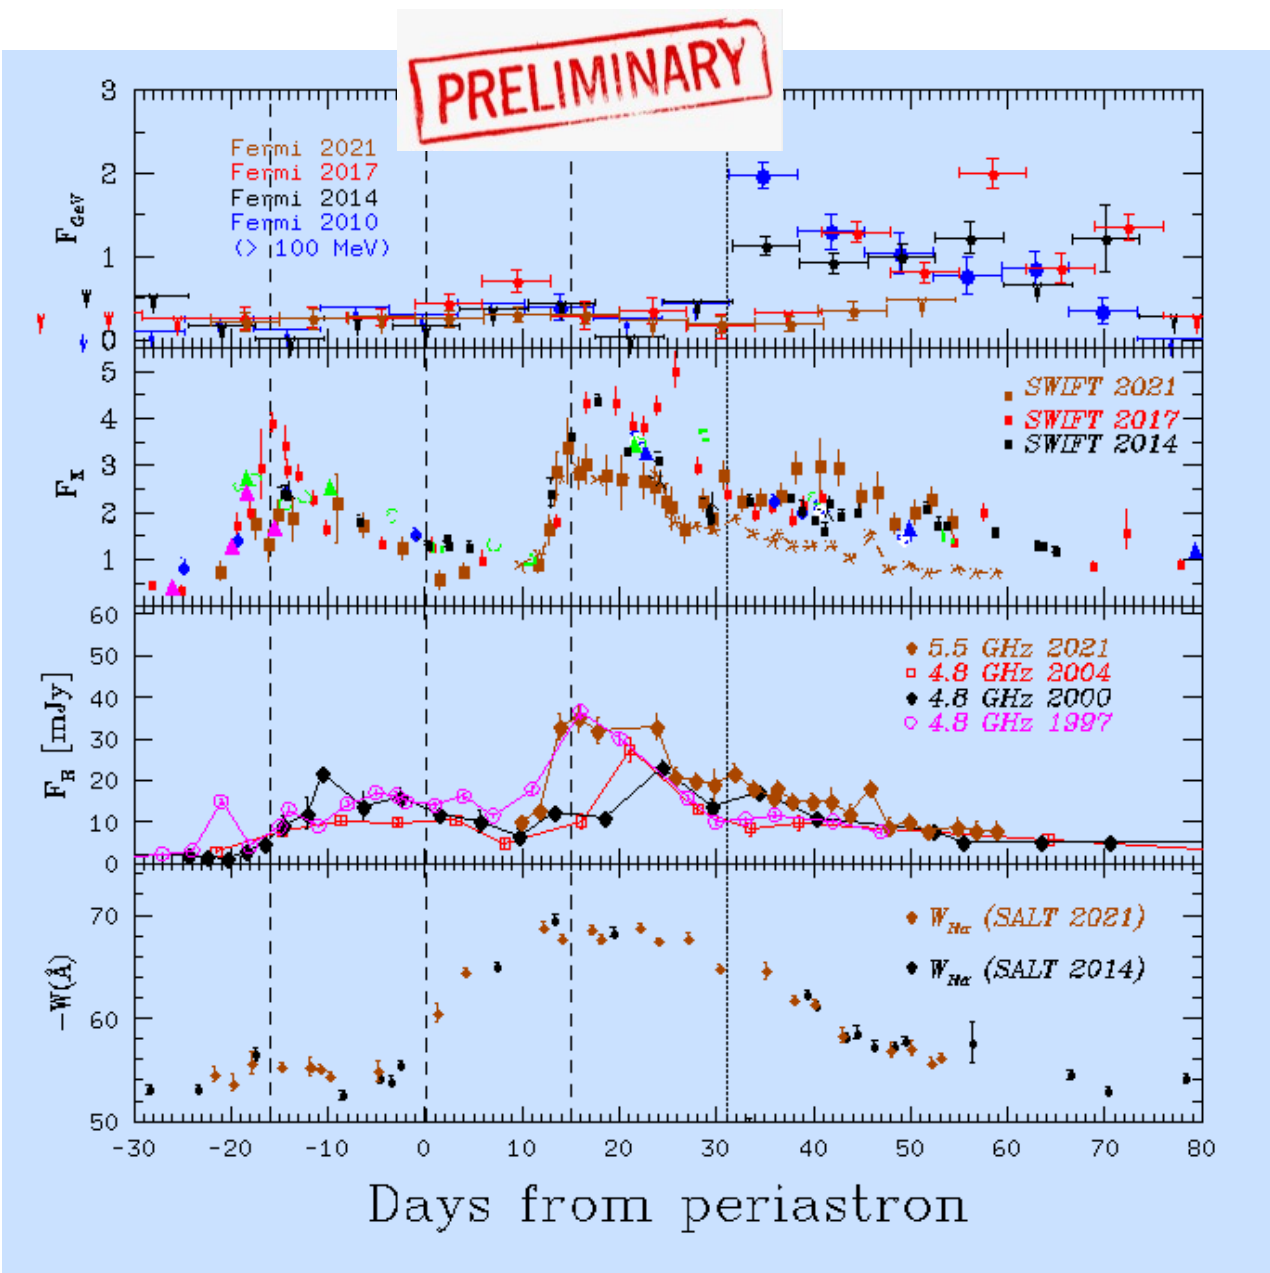 PRELIMINARY
3
2
1
0
F_GeV
Fermi 2021
Fermi 2017
Fermi 2014
Fermi 2010
(> 100 MeV)
5
4
3
2
1
F_X
SWIFT 2021
SWIFT 2017
SWIFT 2014
60
50
40
30
20
10
0
F_R [mJy]
5.5 GHz 2021
4.8 GHz 2004
4.8 GHz 2000
4.8 GHz 1997
70
60
50
-W(Å)
W_Hα (SALT 2021)
W_Hα (SALT 2014)
-30 -20 -10 0 10 20 30 40 50 60 70 80
Days from periastron